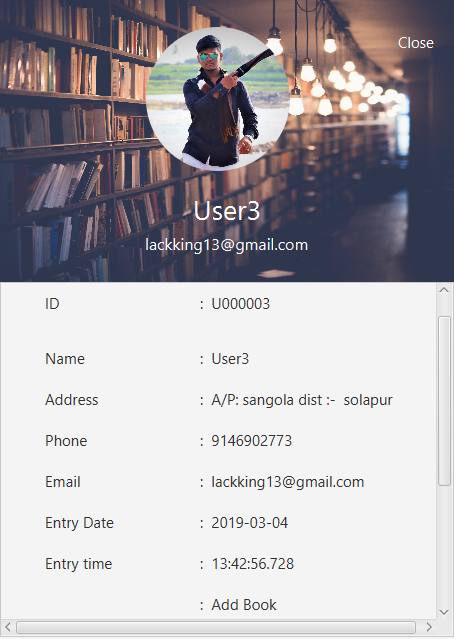 Close
User3
lackking13@gmail.com
ID : U000003
Name : User3
Address : A/P: sangola dist :-  solapur
Phone : 9146902773
Email : lackking13@gmail.com
Entry Date : 2019-03-04
Entry time : 13:42:56.728
: Add Book